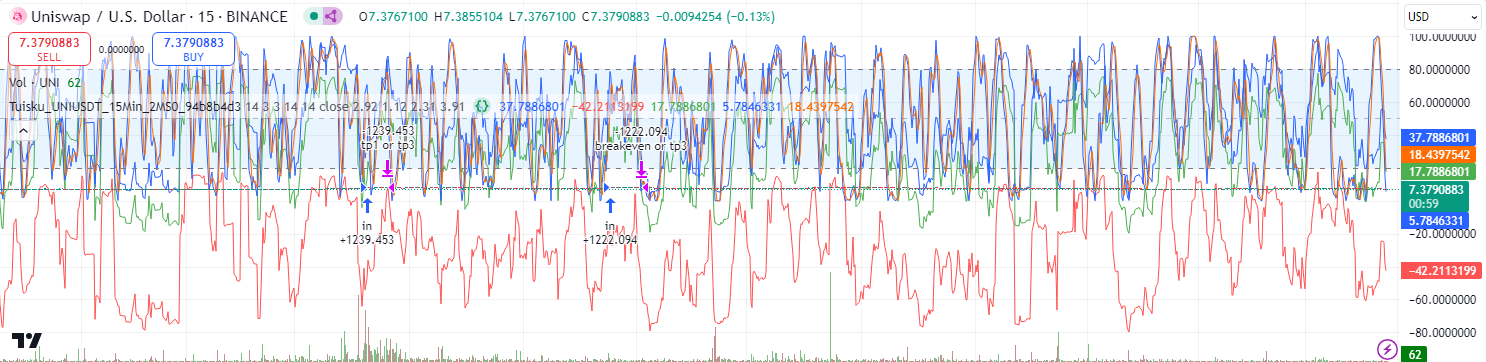 Uniswap / U.S. Dollar · 15 · BINANCE O7.3767100 H7.3855104 L7.3767100 C7.3790883 −0.0094254 (−0.13%)
USD
7.3790883
SELL
0.0000000
7.3790883
BUY
Vol · UNI 62
Tuisku_UNIUSDT_15Min_2MS0_94b8b4d3 14 3 3 14 14 close 2.92 1.12 2.31 3.91 37.7886801 −42.2113199 17.7886801 5.7846331 18.4397542
-1239.453
tp1 or tp3
-1222.094
breakeven or tp3
in
+1239.453
in
+1222.094
100.0000000
80.0000000
60.0000000
37.7886801
18.4397542
17.7886801
7.3790883
00:59
5.7846331
−20.0000000
−42.2113199
−60.0000000
−80.0000000
62